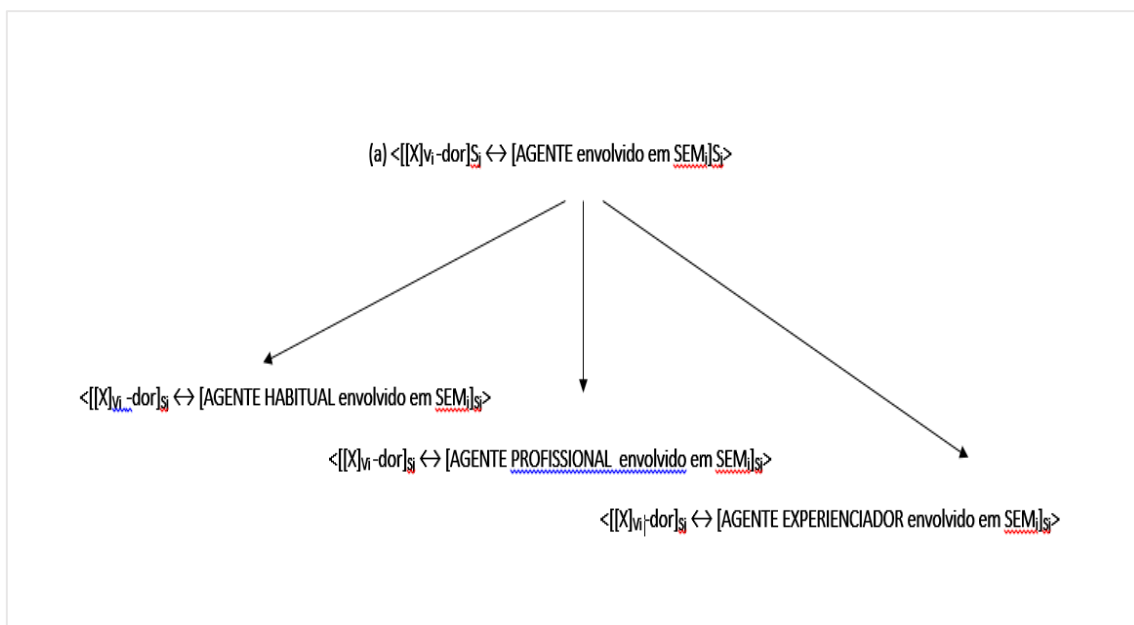 (a) <[[X]vᵢ -dor]Sⱼ ↔ [AGENTE envolvido em SEMᵢ]Sⱼ>
<[[X]Vᵢ -dor]Sⱼ ↔ [AGENTE HABITUAL envolvido em SEMᵢ]Sⱼ>
<[[X]Vᵢ -dor]Sⱼ ↔ [AGENTE PROFISSIONAL envolvido em SEMᵢ]Sⱼ>
<[[X]Vᵢ -dor]Sⱼ ↔ [AGENTE EXPERIENCIADOR envolvido em SEMᵢ]Sⱼ>